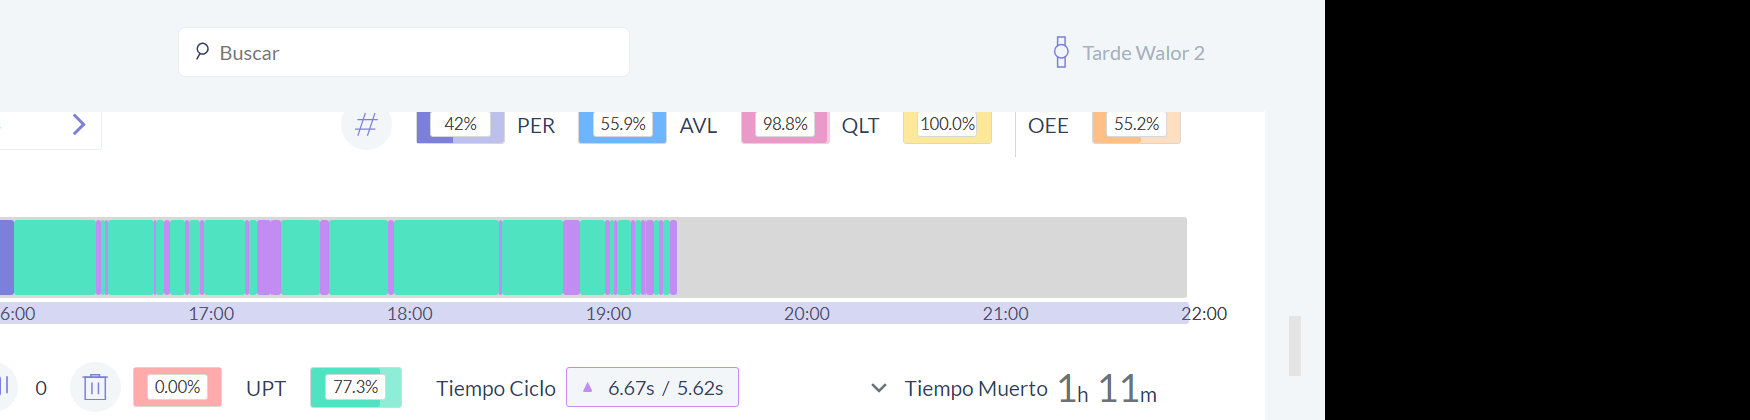 Buscar
Tarde Walor 2
# 42% PER 55.9% AVL 98.8% QLT 100.0% OEE 55.2%
6:00 17:00 18:00 19:00 20:00 21:00 22:00
0 0.00% UPT 77.3% Tiempo Ciclo ▲ 6.67s / 5.62s Tiempo Muerto 1h 11m